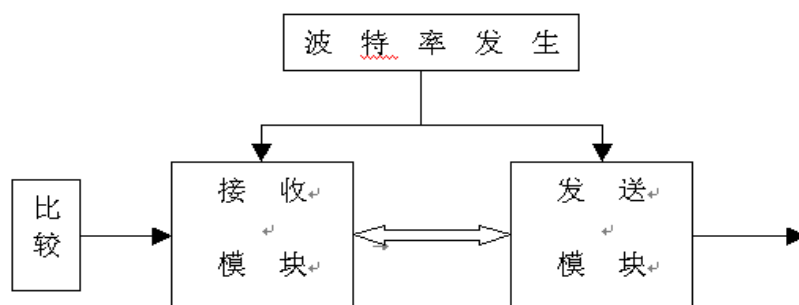 波 特 率 发 生
比
较
接 收
模 块
发 送
模 块